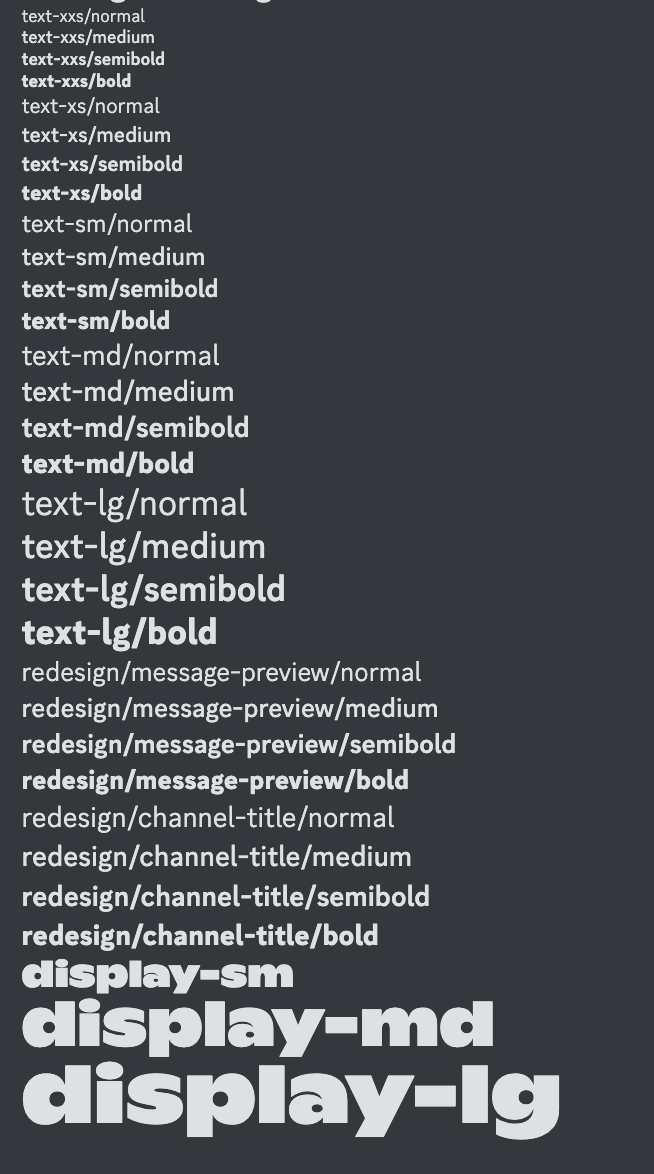 text-xxs/normal
text-xxs/medium
text-xxs/semibold
text-xxs/bold
text-xs/normal
text-xs/medium
text-xs/semibold
text-xs/bold
text-sm/normal
text-sm/medium
text-sm/semibold
text-sm/bold
text-md/normal
text-md/medium
text-md/semibold
text-md/bold
text-lg/normal
text-lg/medium
text-lg/semibold
text-lg/bold
redesign/message-preview/normal
redesign/message-preview/medium
redesign/message-preview/semibold
redesign/message-preview/bold
redesign/channel-title/normal
redesign/channel-title/medium
redesign/channel-title/semibold
redesign/channel-title/bold
display-sm
display-md
display-lg